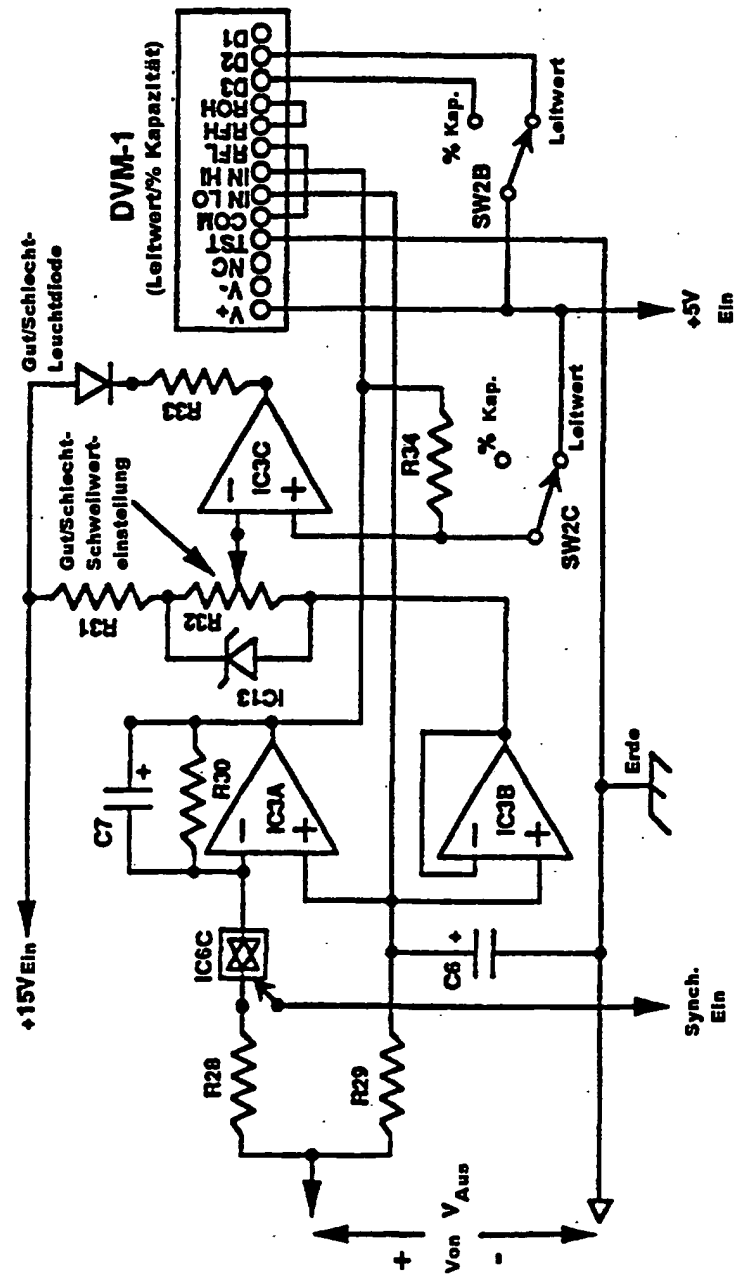 DVM-1
(Leitwert/% Kapazität)
V+
V-
NC
TST
COM
IN LO
IN HI
RFL
RFH
ROH
D3
D2
D1
+15V Ein
Gut/Schlecht-
Leuchtdiode
Gut/Schlecht-
Schwellwert-
einstellung
R31
R33
R32
IC13
IC3C
−
+
C7
+
R30
IC3A
−
+
IC6C
R28
R29
R34
% Kap.
Leitwert
SW2C
% Kap.
Leitwert
SW2B
IC3B
−
+
C6
+
+
Von VAus
-
Synch.
Ein
Erde
+5V
Ein